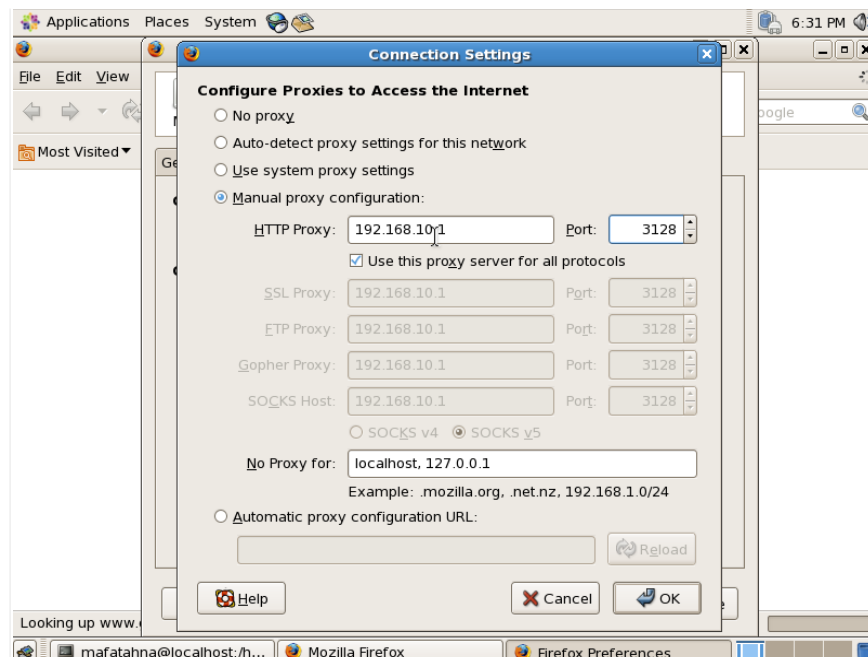 Applications Places System 6:31 PM
Connection Settings
File Edit View
Configure Proxies to Access the Internet
No proxy
oogle
Auto-detect proxy settings for this network
Most Visited
Ge
Use system proxy settings
Manual proxy configuration:
HTTP Proxy: 192.168.10.1 Port: 3128
Use this proxy server for all protocols
SSL Proxy: 192.168.10.1 Port: 3128
FTP Proxy: 192.168.10.1 Port: 3128
Gopher Proxy: 192.168.10.1 Port: 3128
SOCKS Host: 192.168.10.1 Port: 3128
SOCKS v4 SOCKS v5
No Proxy for: localhost, 127.0.0.1
Example: .mozilla.org, .net.nz, 192.168.1.0/24
Automatic proxy configuration URL:
Reload
Help Cancel OK
Looking up www.
mafatahna@localhost:/h... Mozilla Firefox Firefox Preferences